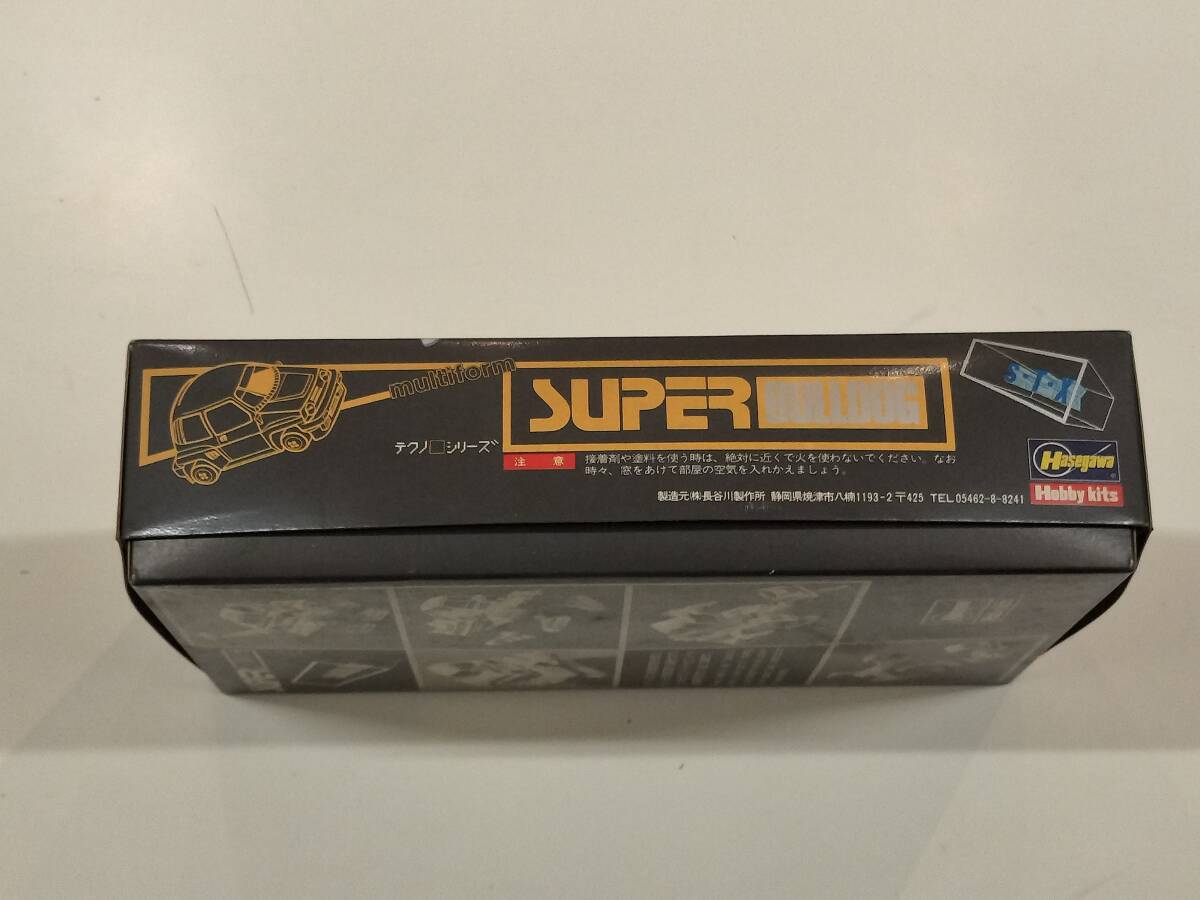 multiform
SUPER BULLDOG
テクノ□シリーズ
注 意 接着剤や塗料を使う時は、絶対に近くで火を使わないでください。なお
時々、窓をあけて部屋の空気を入れかえましょう。
Hasegawa
Hobby kits
製造元㈱長谷川製作所 静岡県焼津市八楠1193-2 〒425 TEL05462-8-8241